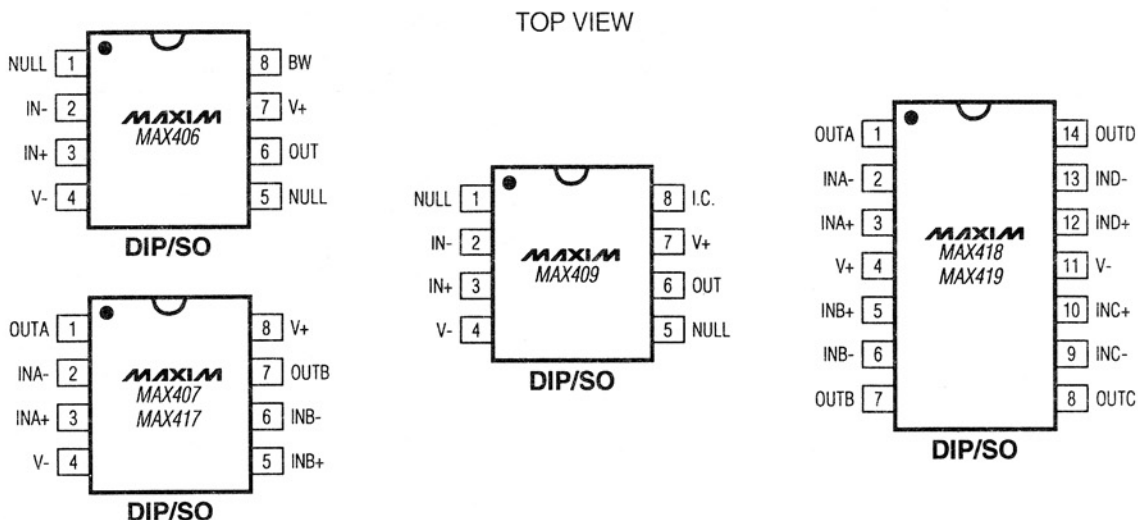 TOP VIEW
NULL 1 8 BW
IN- 2 7 V+
IN+ 3 6 OUT
V- 4 5 NULL
MAXIM
MAX406
DIP/SO
OUTA 1 8 V+
INA- 2 7 OUTB
INA+ 3 6 INB-
V- 4 5 INB+
MAXIM
MAX407
MAX417
DIP/SO
NULL 1 8 I.C.
IN- 2 7 V+
IN+ 3 6 OUT
V- 4 5 NULL
MAXIM
MAX409
DIP/SO
OUTA 1 14 OUTD
INA- 2 13 IND-
INA+ 3 12 IND+
V+ 4 11 V-
INB+ 5 10 INC+
INB- 6 9 INC-
OUTB 7 8 OUTC
MAXIM
MAX418
MAX419
DIP/SO